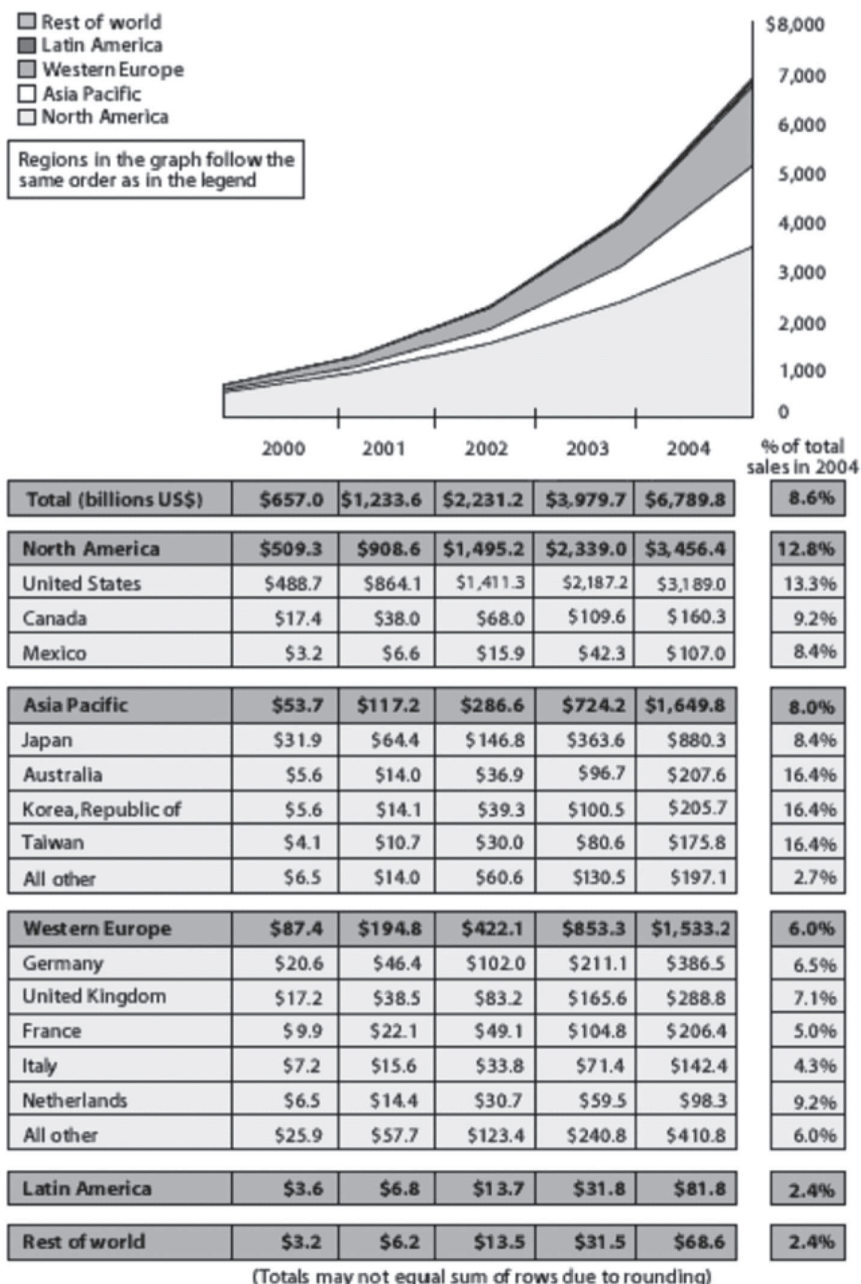 Rest of world
Latin America
Western Europe
Asia Pacific
North America
Regions in the graph follow the
same order as in the legend
$8,000
7,000
6,000
5,000
4,000
3,000
2,000
1,000
0
2000 2001 2002 2003 2004 % of total
sales in 2004
Total (billions US$) $657.0 $1,233.6 $2,231.2 $3,979.7 $6,789.8 8.6%
North America $509.3 $908.6 $1,495.2 $2,339.0 $3,456.4 12.8%
United States $488.7 $864.1 $1,411.3 $2,187.2 $3,189.0 13.3%
Canada $17.4 $38.0 $68.0 $109.6 $160.3 9.2%
Mexico $3.2 $6.6 $15.9 $42.3 $107.0 8.4%
Asia Pacific $53.7 $117.2 $286.6 $724.2 $1,649.8 8.0%
Japan $31.9 $64.4 $146.8 $363.6 $880.3 8.4%
Australia $5.6 $14.0 $36.9 $96.7 $207.6 16.4%
Korea, Republic of $5.6 $14.1 $39.3 $100.5 $205.7 16.4%
Taiwan $4.1 $10.7 $30.0 $80.6 $175.8 16.4%
All other $6.5 $14.0 $60.6 $130.5 $197.1 2.7%
Western Europe $87.4 $194.8 $422.1 $853.3 $1,533.2 6.0%
Germany $20.6 $46.4 $102.0 $211.1 $386.5 6.5%
United Kingdom $17.2 $38.5 $83.2 $165.6 $288.8 7.1%
France $9.9 $22.1 $49.1 $104.8 $206.4 5.0%
Italy $7.2 $15.6 $33.8 $71.4 $142.4 4.3%
Netherlands $6.5 $14.4 $30.7 $59.5 $98.3 9.2%
All other $25.9 $57.7 $123.4 $240.8 $410.8 6.0%
Latin America $3.6 $6.8 $13.7 $31.8 $81.8 2.4%
Rest of world $3.2 $6.2 $13.5 $31.5 $68.6 2.4%
(Totals may not equal sum of rows due to rounding)